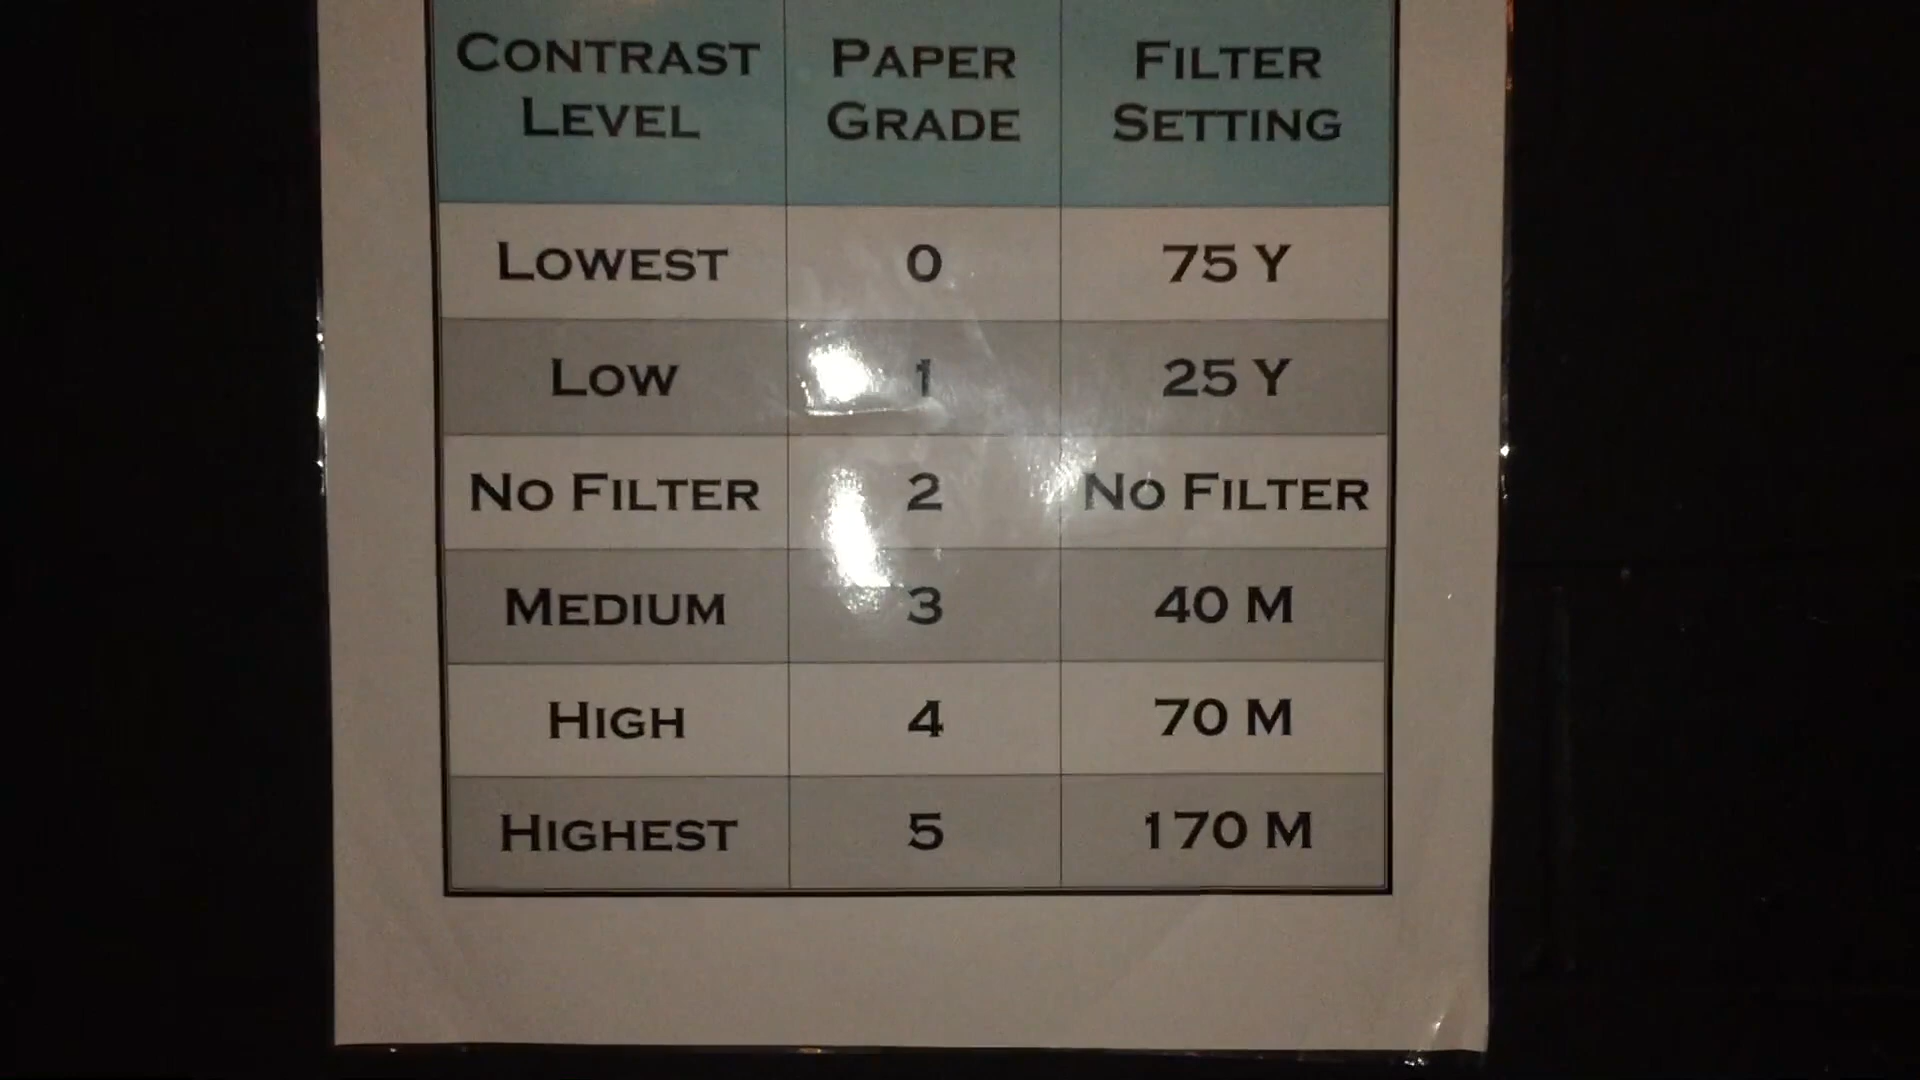 CONTRAST LEVEL PAPER GRADE FILTER SETTING
LOWEST 0 75 Y
LOW 1 25 Y
NO FILTER 2 NO FILTER
MEDIUM 3 40 M
HIGH 4 70 M
HIGHEST 5 170 M